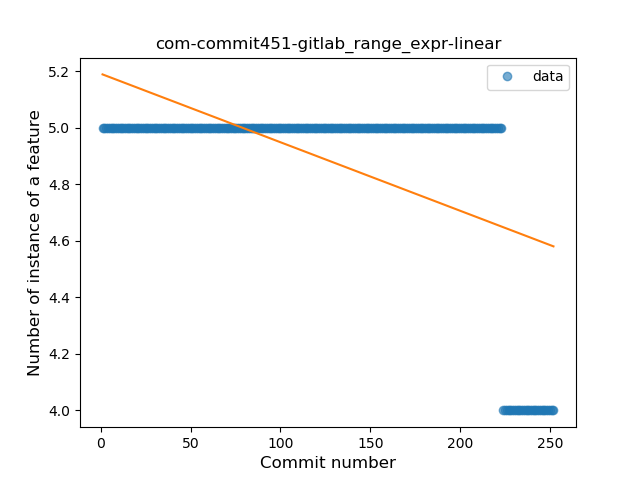 com-commit451-gitlab_range_expr-linear
data
5.2
5.0
4.8
4.6
4.4
4.2
4.0
Number of instance of a feature
0 50 100 150 200 250
Commit number